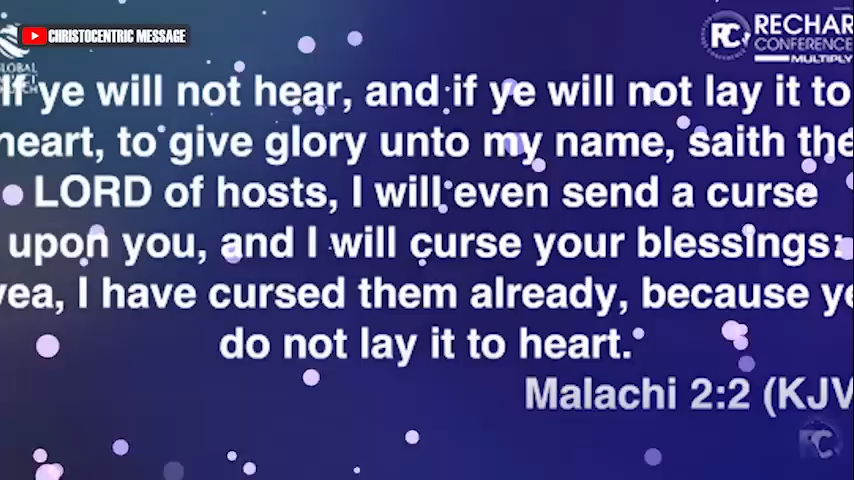 CHRISTOCENTRIC MESSAGE
RC
RECHAR
CONFERENCE
MULTIPLY
GLOBAL
If ye will not hear, and if ye will not lay it to
heart, to give glory unto my name, saith the
LORD of hosts, I will even send a curse
upon you, and I will curse your blessings:
yea, I have cursed them already, because ye
do not lay it to heart.
Malachi 2:2 (KJV
RC